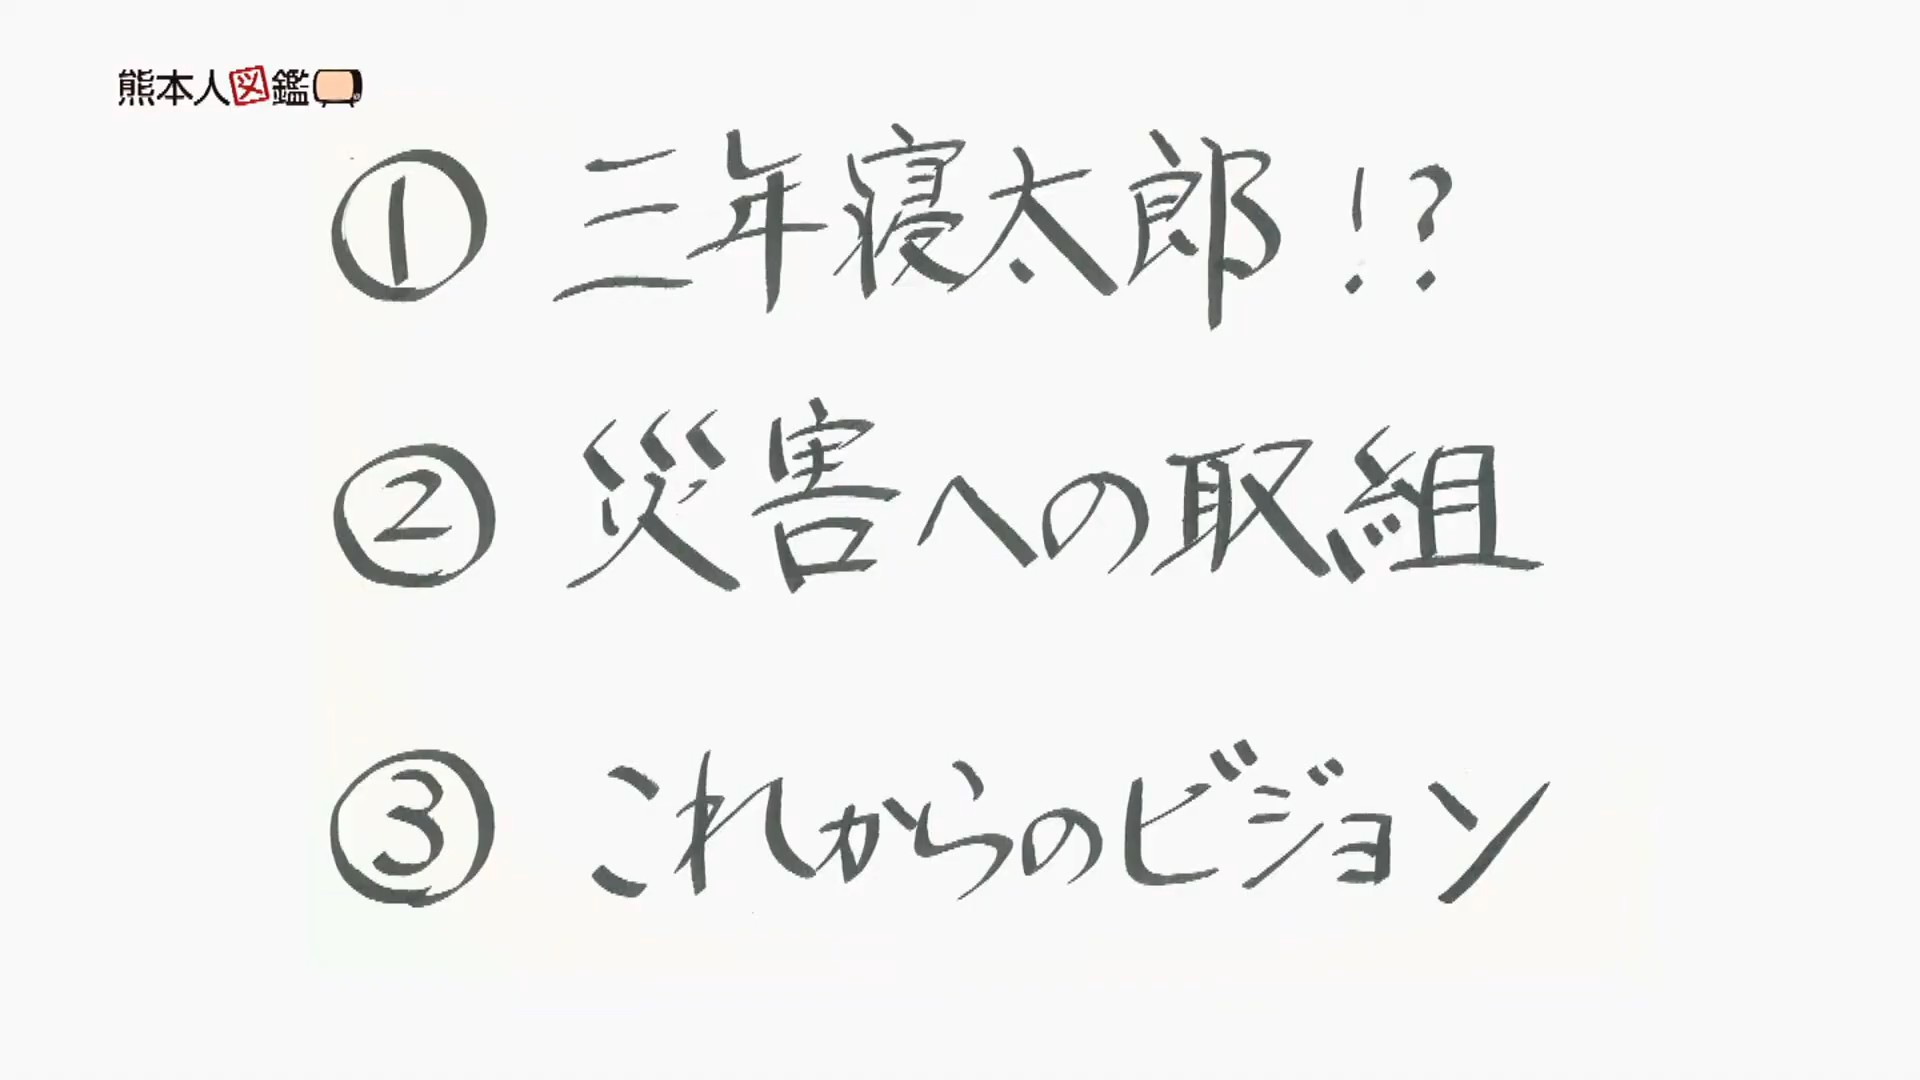 熊本人図鑑
① 三年寝太郎!?
② 災害への取組
③ これからのビジョン